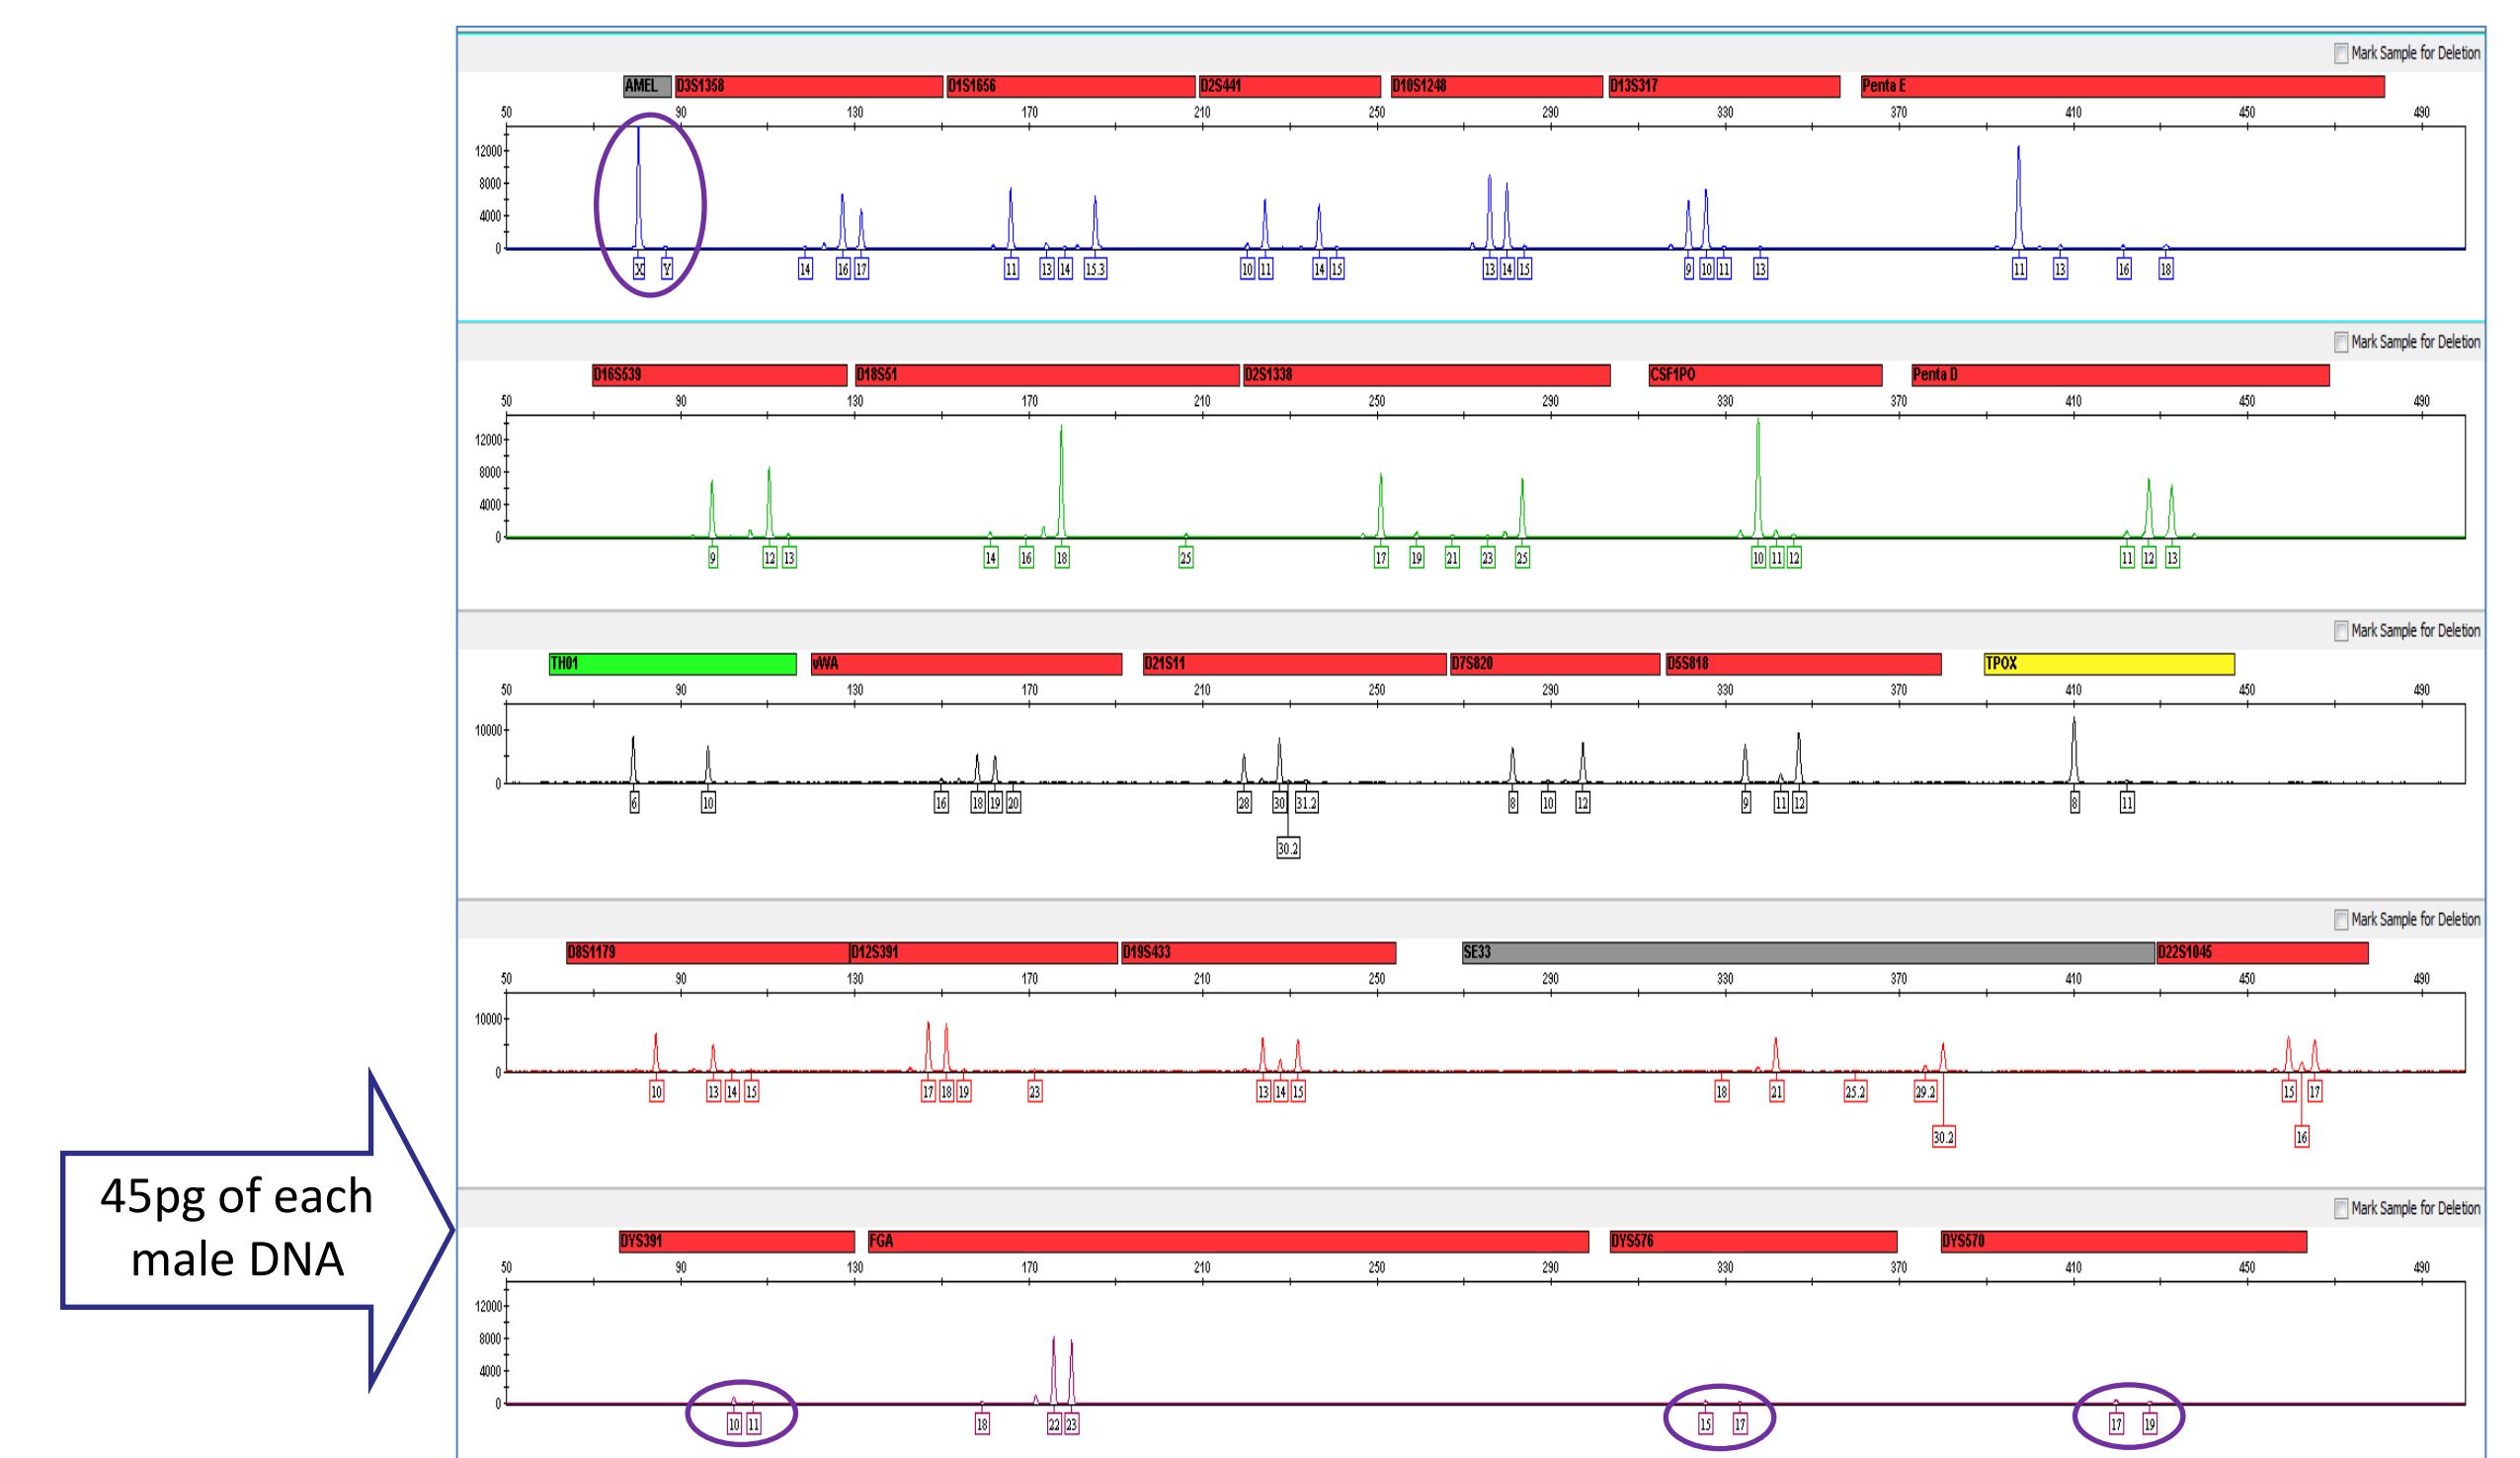 Mark Sample for Deletion
AMEL D3S1358 D1S1656 D2S441 D10S1248 D13S317 Penta E
50 90 130 170 210 250 290 330 370 410 450 490
12000
8000
4000
0
X Y 14 16 17 11 13 14 15.3 10 11 14 15 13 14 15 9 10 11 13 11 13 16 18
Mark Sample for Deletion
D16S539 D18S51 D2S1338 CSF1PO Penta D
50 90 130 170 210 250 290 330 370 410 450 490
12000
8000
4000
0
9 12 13 14 16 18 25 17 19 21 23 25 10 11 12 11 12 13
Mark Sample for Deletion
TH01 vWA D21S11 D7S820 D5S818 TPOX
50 90 130 170 210 250 290 330 370 410 450 490
10000
0
6 10 16 18 19 20 28 30 31.2 8 10 12 9 11 12 8 11
30.2
Mark Sample for Deletion
D8S1179 D12S391 D19S433 SE33 D22S1045
50 90 130 170 210 250 290 330 370 410 450 490
10000
0
10 13 14 15 17 18 19 23 13 14 15 18 21 25.2 29.2 15 17
30.2 16
45pg of each
male DNA
Mark Sample for Deletion
DYS391 FGA DYS576 DYS570
50 90 130 170 210 250 290 330 370 410 450 490
12000
8000
4000
0
10 11 18 22 23 15 17 17 19